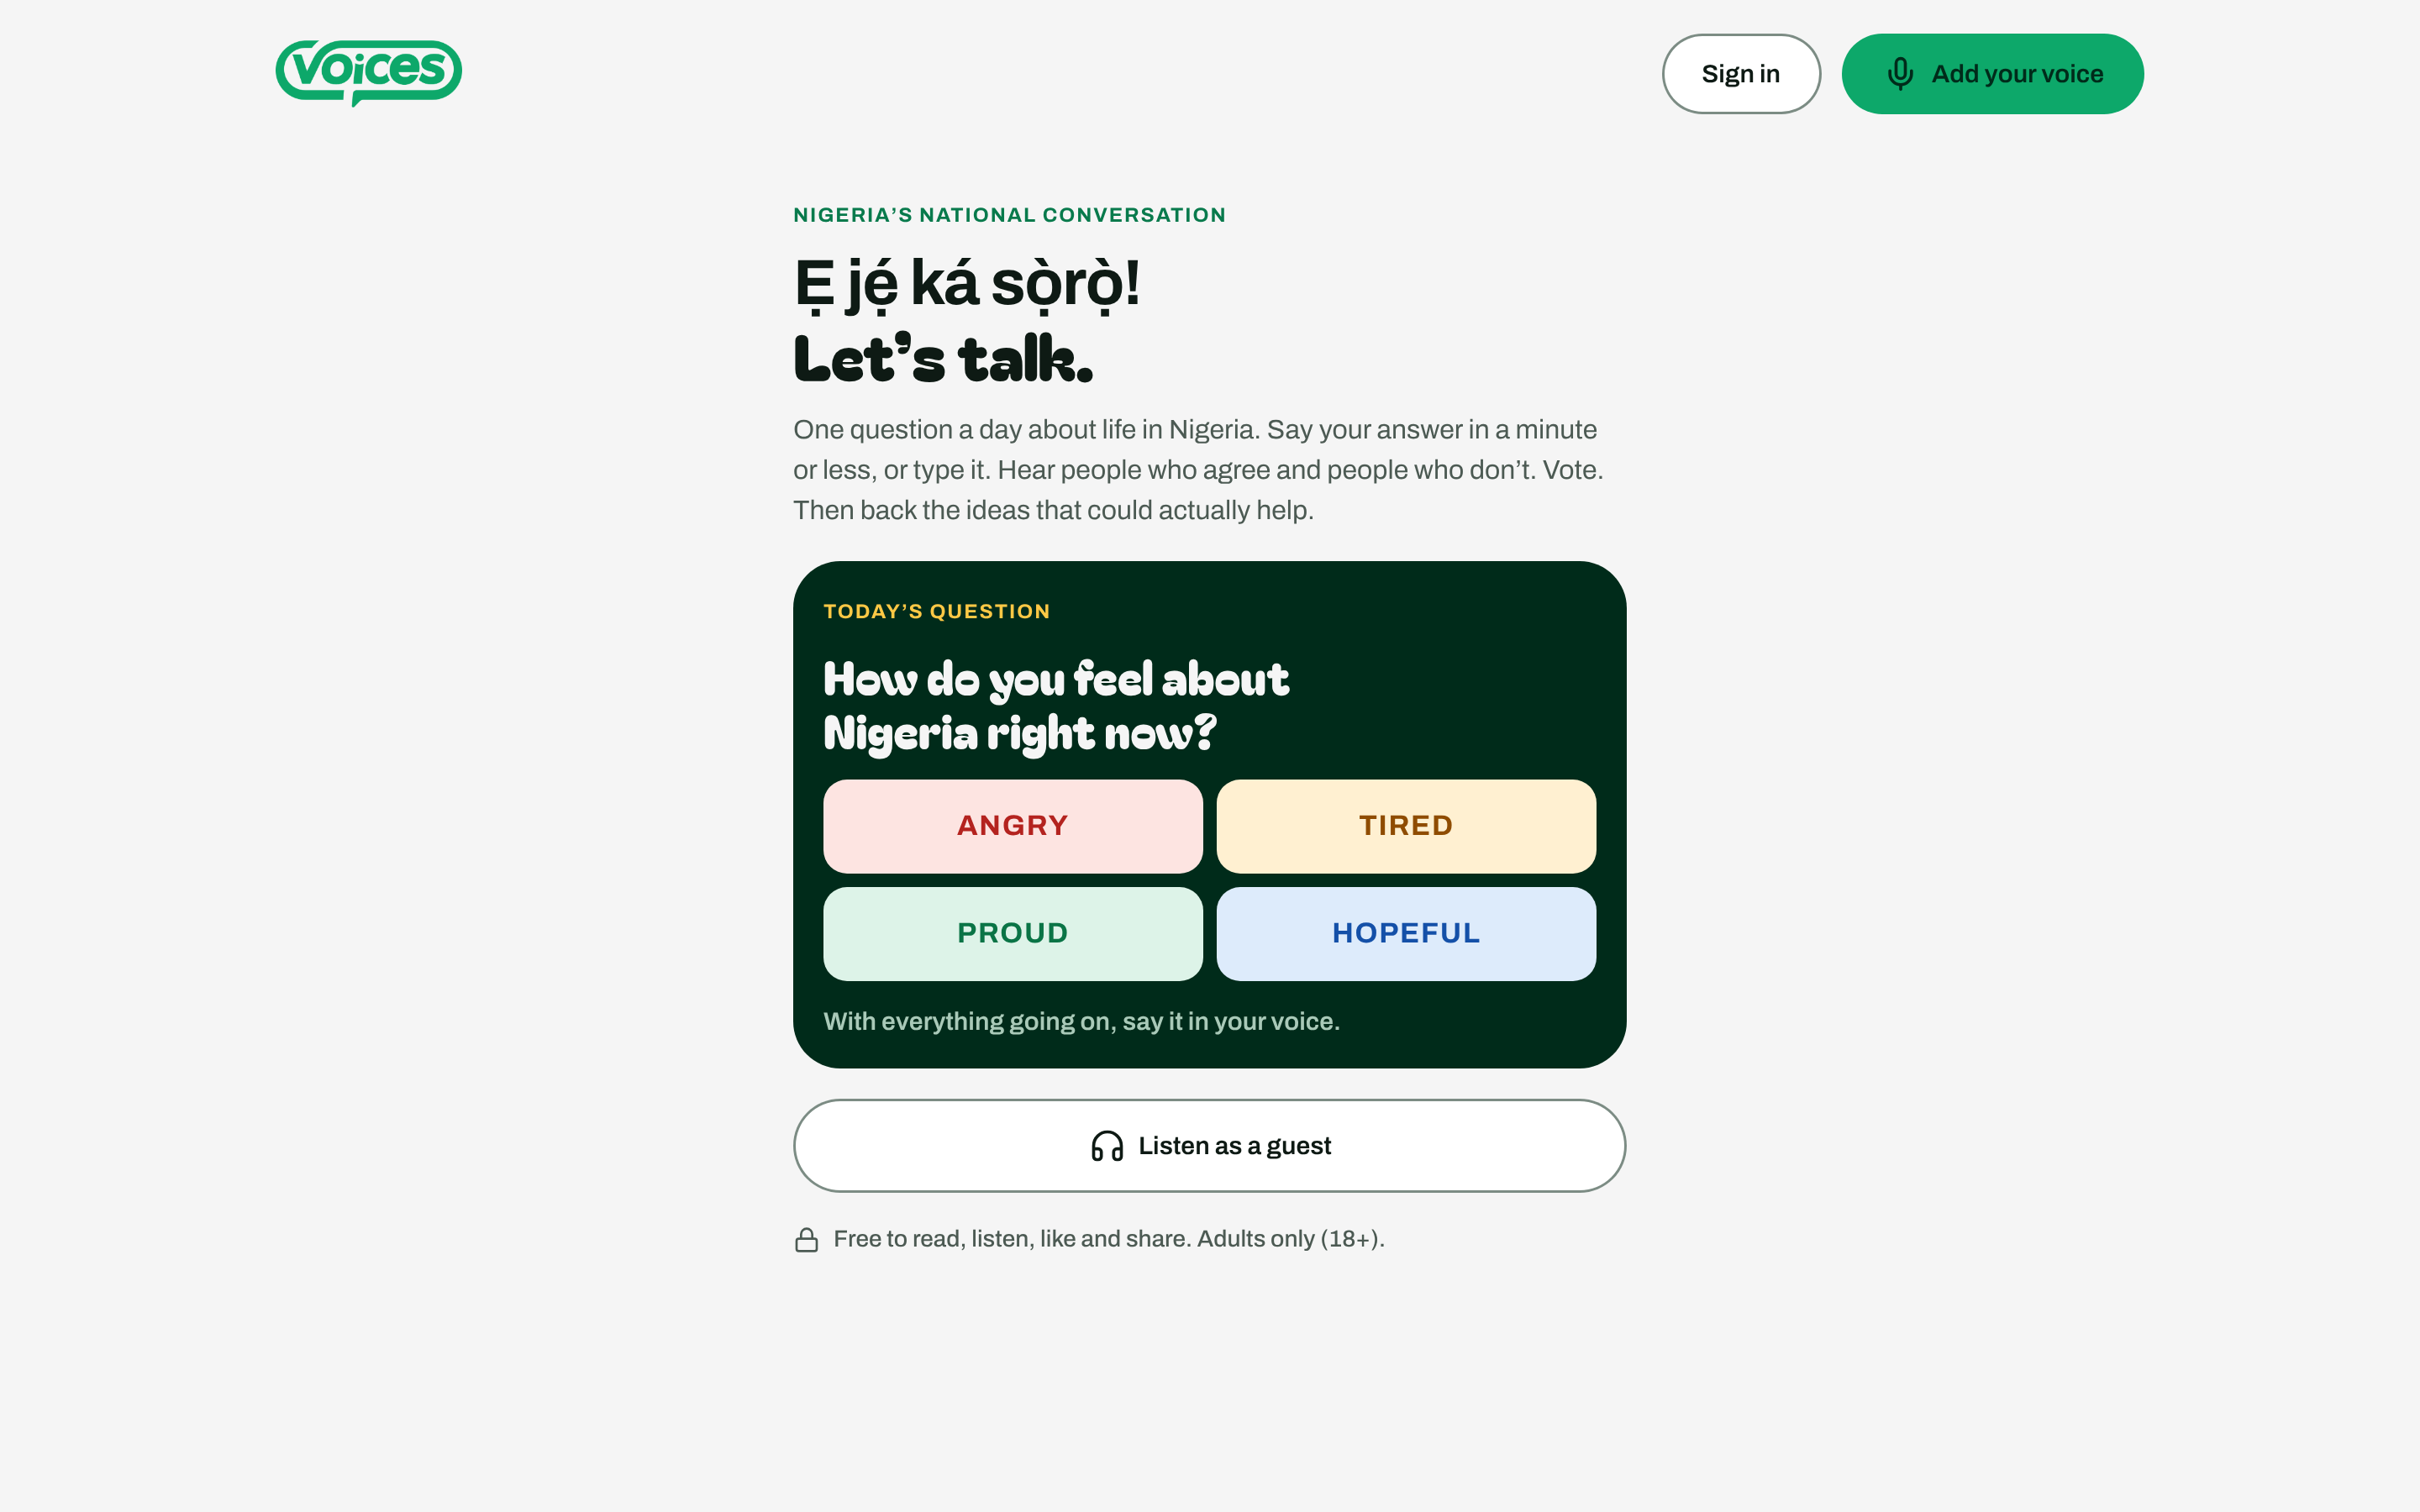 voices
Sign in
Add your voice
NIGERIA’S NATIONAL CONVERSATION
Ẹ jẹ́ ká sọ̀rọ̀!
Let’s talk.
One question a day about life in Nigeria. Say your answer in a minute
or less, or type it. Hear people who agree and people who don’t. Vote.
Then back the ideas that could actually help.
TODAY’S QUESTION
How do you feel about
Nigeria right now?
ANGRY
TIRED
PROUD
HOPEFUL
With everything going on, say it in your voice.
Listen as a guest
Free to read, listen, like and share. Adults only (18+).